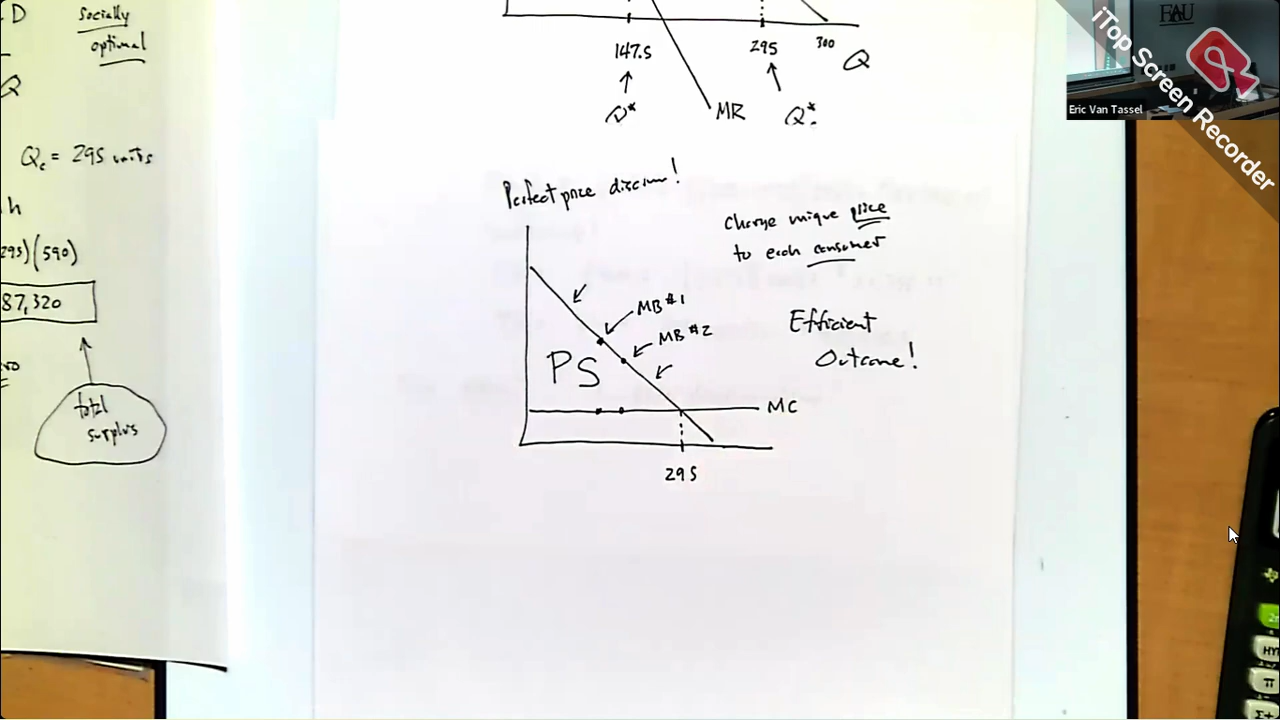 D
socially
optimal
Q
Qc = 295 units
295)(590)
87,320
total
surplus
147.5
295
300
Q
MR
Q*
Perfect price discrim!
Charge unique price
to each consumer
MB #1
MB #2
PS
MC
295
Efficient
Outcome!
FAU
Eric Van Tassel
iTop Screen Recorder
HY
π
Σ+